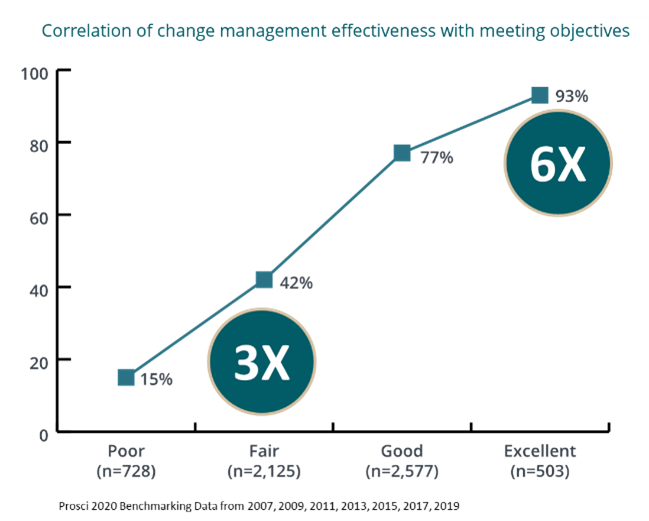 Correlation of change management effectiveness with meeting objectives
100
80
60
40
20
0
15%
42%
77%
93%
3X
6X
Poor
(n=728)
Fair
(n=2,125)
Good
(n=2,577)
Excellent
(n=503)
Prosci 2020 Benchmarking Data from 2007, 2009, 2011, 2013, 2015, 2017, 2019